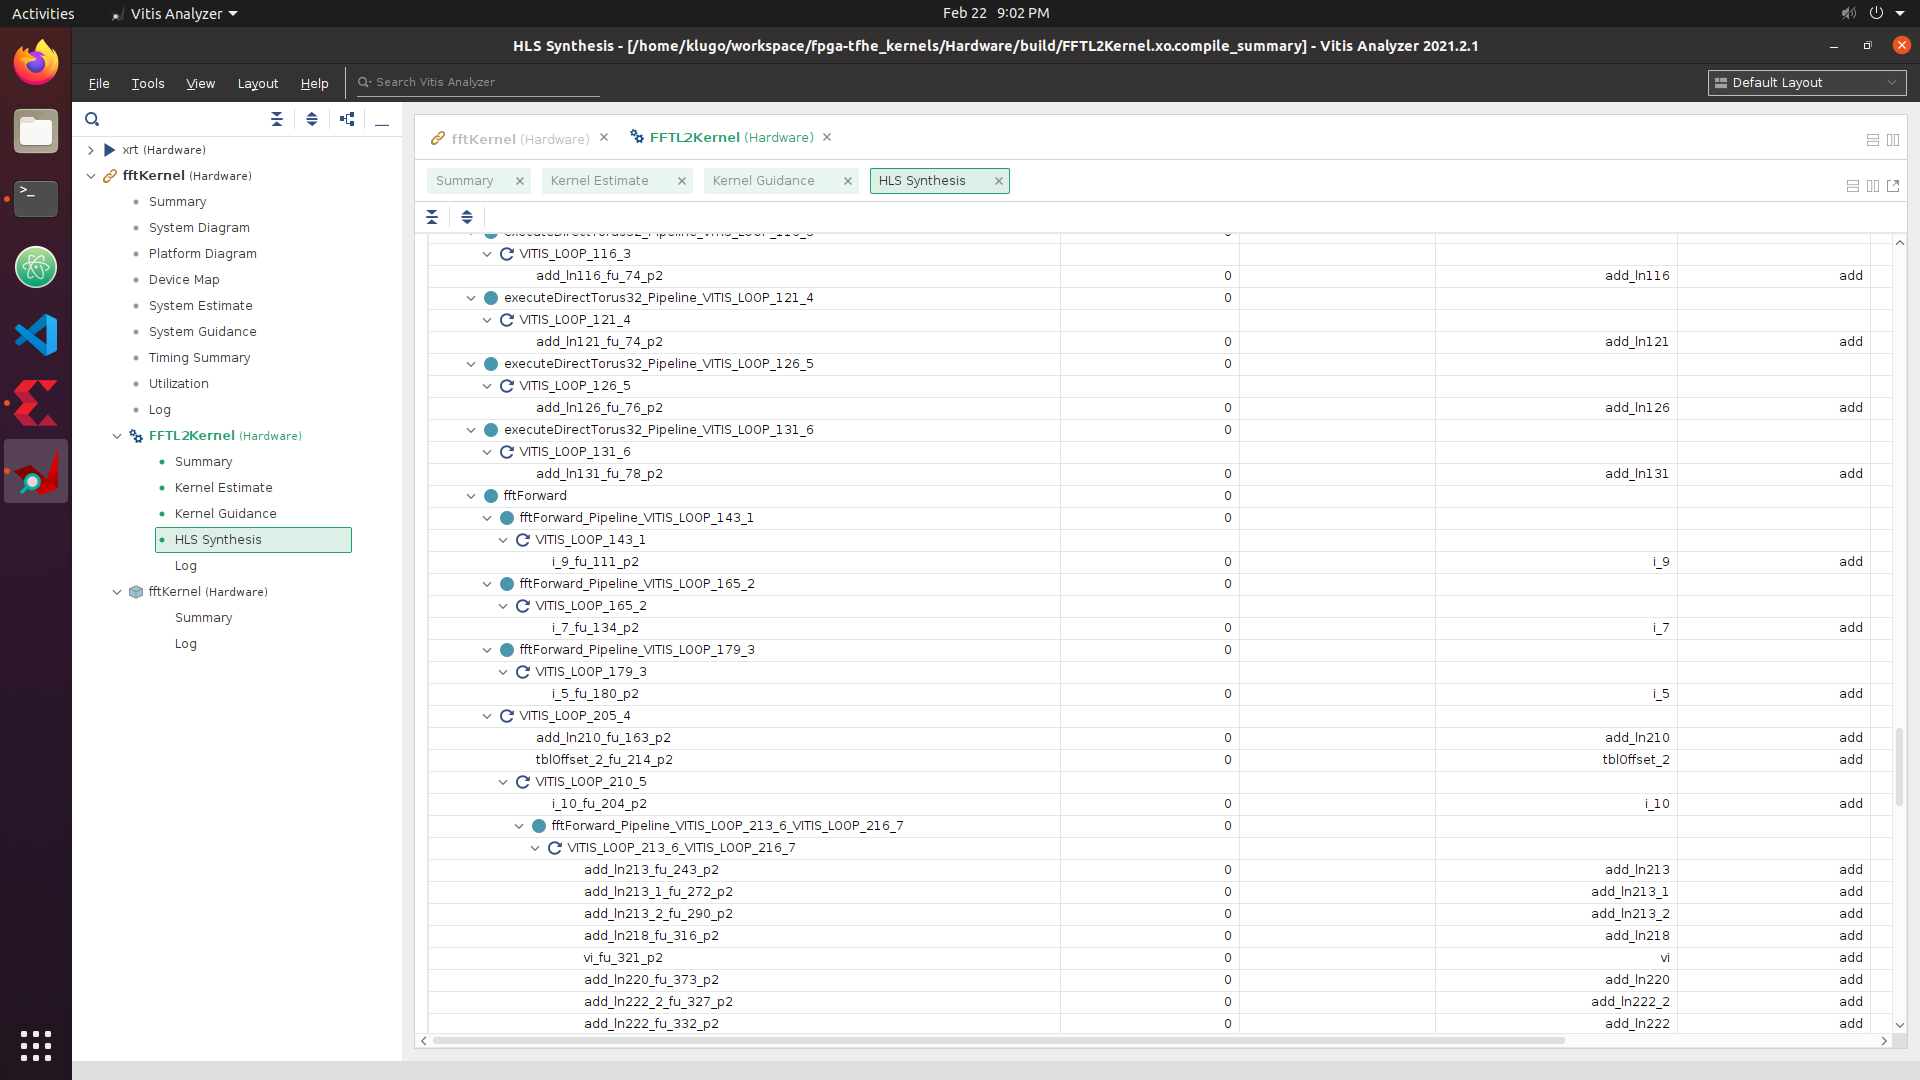 Activities
Vitis Analyzer
Feb 22 9:02 PM
HLS Synthesis - [/home/klugo/workspace/fpga-tfhe_kernels/Hardware/build/FFTL2Kernel.xo.compile_summary] - Vitis Analyzer 2021.2.1
File Tools View Layout Help
Search Vitis Analyzer
Default Layout
xrt (Hardware)
fftKernel (Hardware)
Summary
System Diagram
Platform Diagram
Device Map
System Estimate
System Guidance
Timing Summary
Utilization
Log
FFTL2Kernel (Hardware)
Summary
Kernel Estimate
Kernel Guidance
HLS Synthesis
Log
fftKernel (Hardware)
Summary
Log
fftKernel (Hardware) FFTL2Kernel (Hardware)
Summary Kernel Estimate Kernel Guidance HLS Synthesis
executeDirectTorus32_Pipeline_VITIS_LOOP_116_3 0
VITIS_LOOP_116_3
add_ln116_fu_74_p2 0 add_ln116 add
executeDirectTorus32_Pipeline_VITIS_LOOP_121_4 0
VITIS_LOOP_121_4
add_ln121_fu_74_p2 0 add_ln121 add
executeDirectTorus32_Pipeline_VITIS_LOOP_126_5 0
VITIS_LOOP_126_5
add_ln126_fu_76_p2 0 add_ln126 add
executeDirectTorus32_Pipeline_VITIS_LOOP_131_6 0
VITIS_LOOP_131_6
add_ln131_fu_78_p2 0 add_ln131 add
fftForward 0
fftForward_Pipeline_VITIS_LOOP_143_1 0
VITIS_LOOP_143_1
i_9_fu_111_p2 0 i_9 add
fftForward_Pipeline_VITIS_LOOP_165_2 0
VITIS_LOOP_165_2
i_7_fu_134_p2 0 i_7 add
fftForward_Pipeline_VITIS_LOOP_179_3 0
VITIS_LOOP_179_3
i_5_fu_180_p2 0 i_5 add
VITIS_LOOP_205_4
add_ln210_fu_163_p2 0 add_ln210 add
tblOffset_2_fu_214_p2 0 tblOffset_2 add
VITIS_LOOP_210_5
i_10_fu_204_p2 0 i_10 add
fftForward_Pipeline_VITIS_LOOP_213_6_VITIS_LOOP_216_7 0
VITIS_LOOP_213_6_VITIS_LOOP_216_7
add_ln213_fu_243_p2 0 add_ln213 add
add_ln213_1_fu_272_p2 0 add_ln213_1 add
add_ln213_2_fu_290_p2 0 add_ln213_2 add
add_ln218_fu_316_p2 0 add_ln218 add
vi_fu_321_p2 0 vi add
add_ln220_fu_373_p2 0 add_ln220 add
add_ln222_2_fu_327_p2 0 add_ln222_2 add
add_ln222_fu_332_p2 0 add_ln222 add